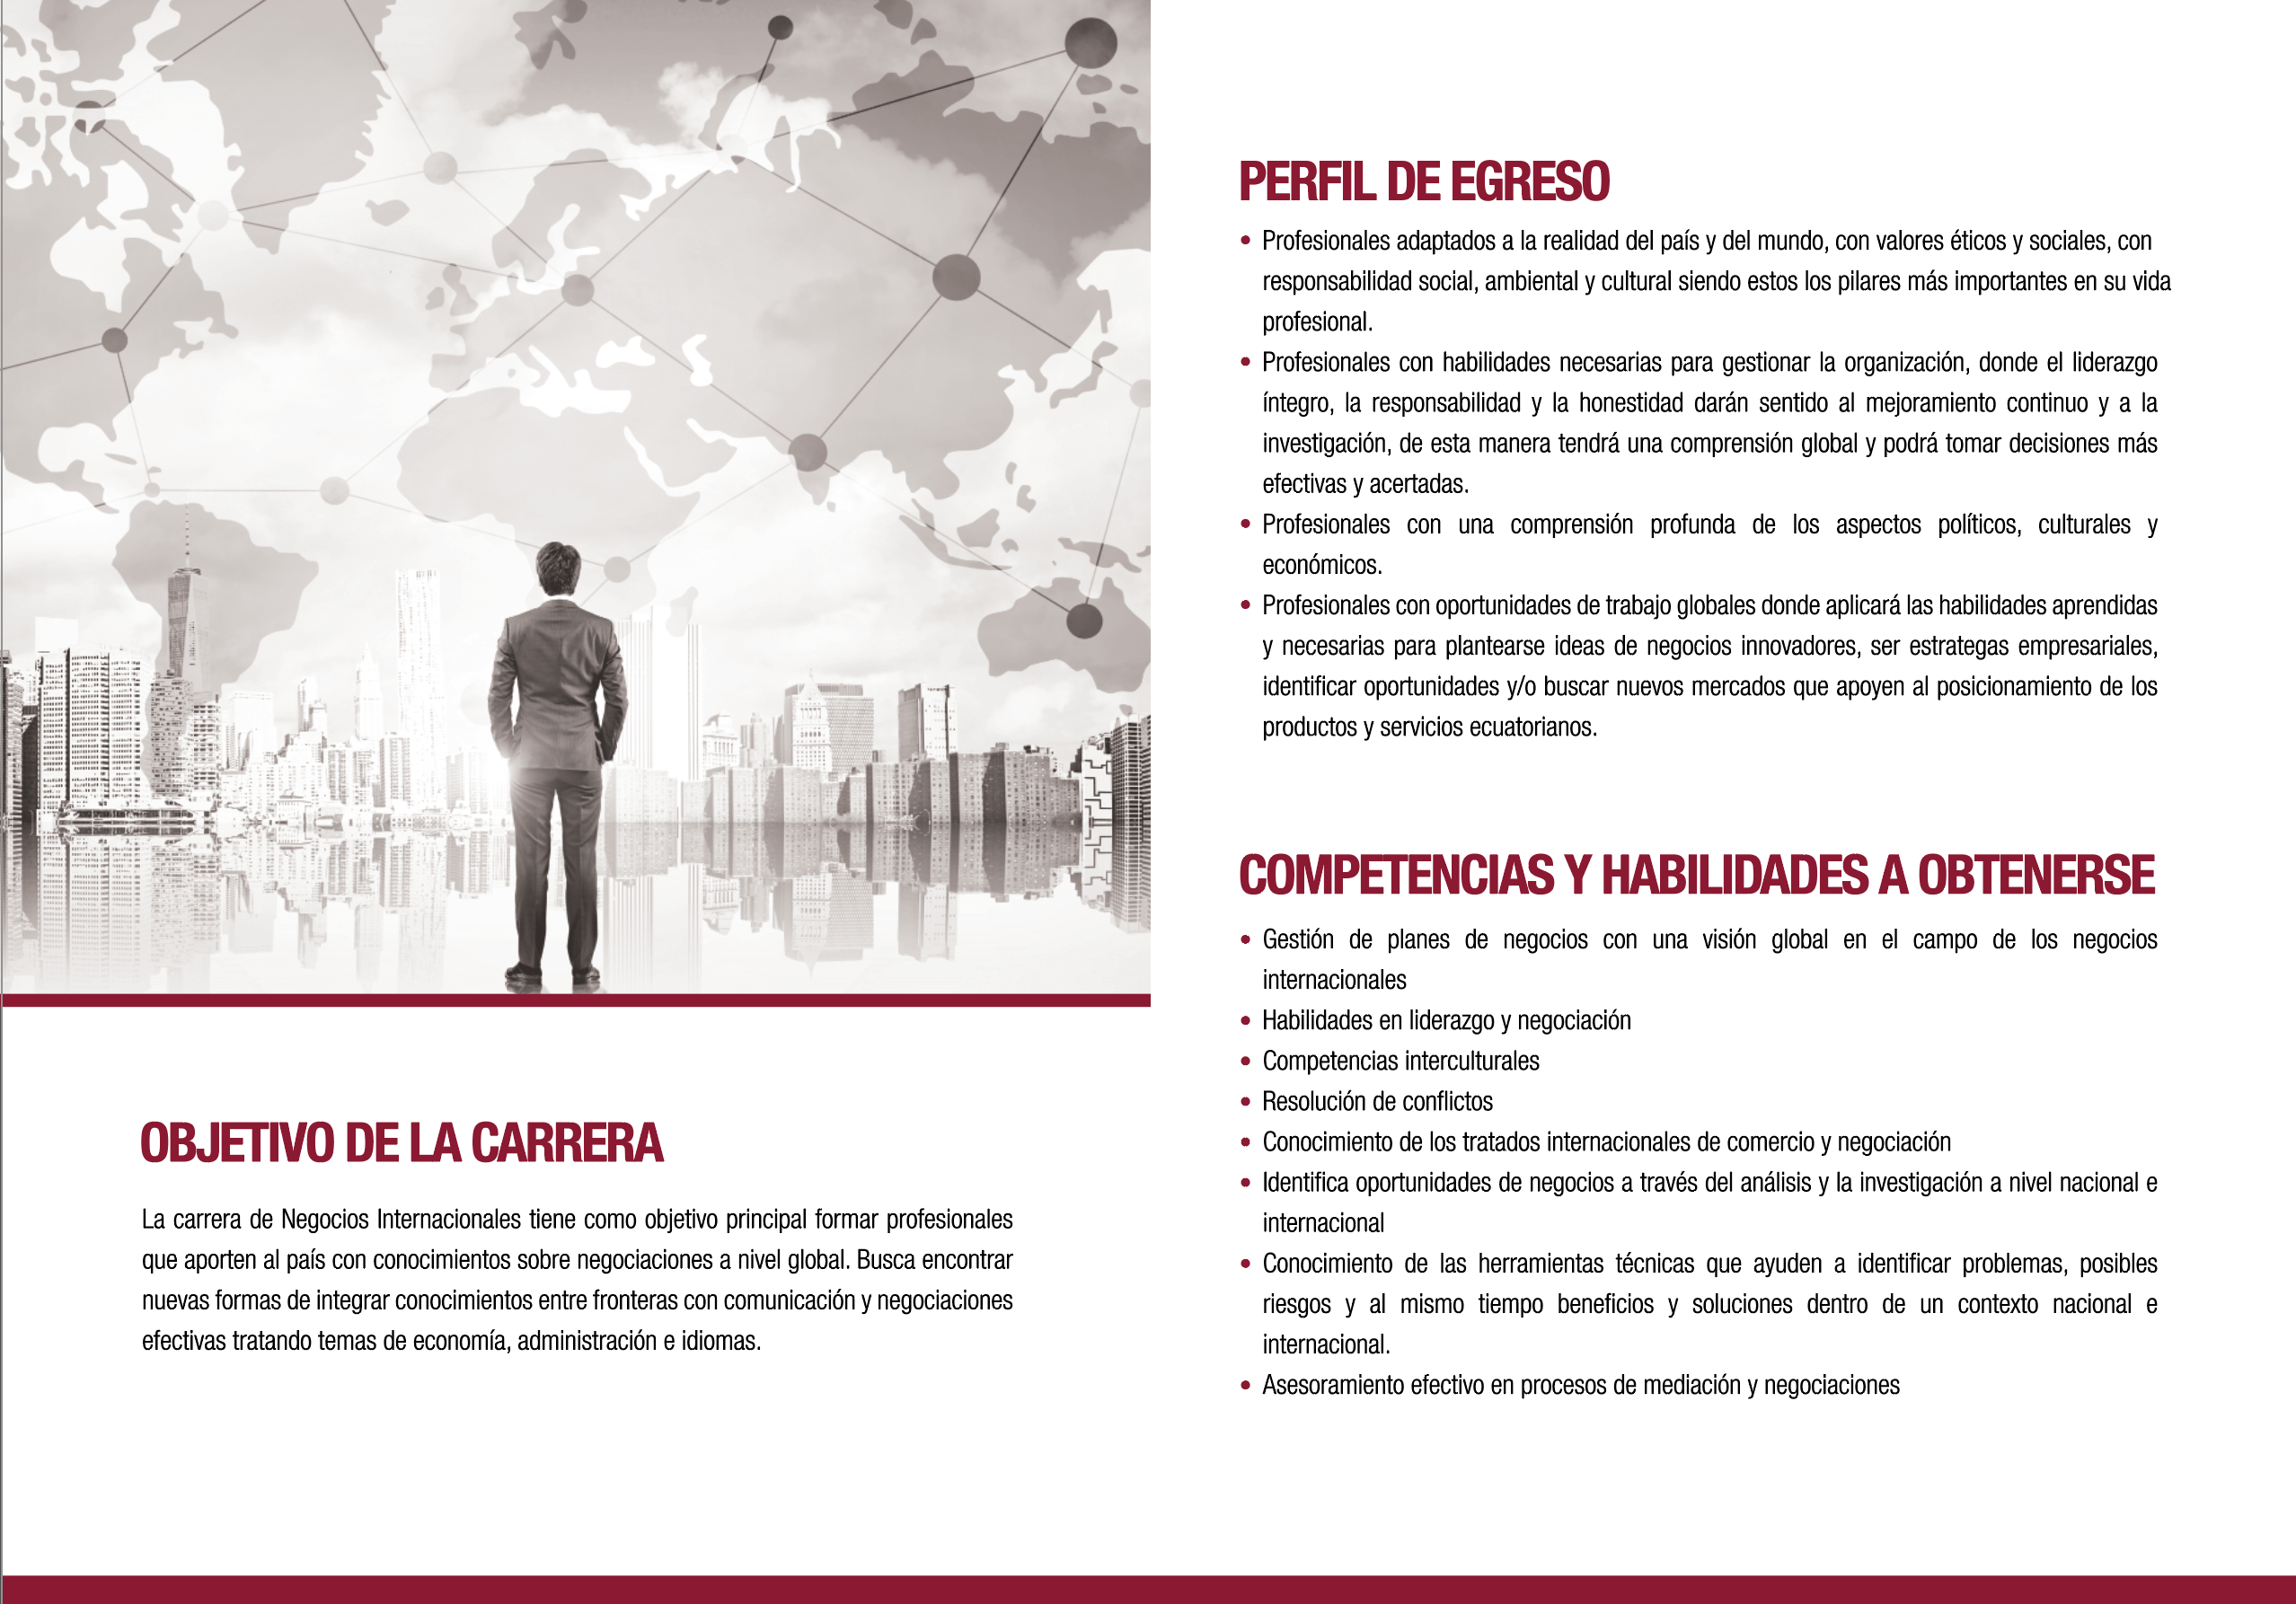 OBJETIVO DE LA CARRERA
La carrera de Negocios Internacionales tiene como objetivo principal formar profesionales
que aporten al país con conocimientos sobre negociaciones a nivel global. Busca encontrar
nuevas formas de integrar conocimientos entre fronteras con comunicación y negociaciones
efectivas tratando temas de economía, administración e idiomas.
PERFIL DE EGRESO
• Profesionales adaptados a la realidad del país y del mundo, con valores éticos y sociales, con
responsabilidad social, ambiental y cultural siendo estos los pilares más importantes en su vida
profesional.
• Profesionales con habilidades necesarias para gestionar la organización, donde el liderazgo
íntegro, la responsabilidad y la honestidad darán sentido al mejoramiento continuo y a la
investigación, de esta manera tendrá una comprensión global y podrá tomar decisiones más
efectivas y acertadas.
• Profesionales con una comprensión profunda de los aspectos políticos, culturales y
económicos.
• Profesionales con oportunidades de trabajo globales donde aplicará las habilidades aprendidas
y necesarias para plantearse ideas de negocios innovadores, ser estrategas empresariales,
identificar oportunidades y/o buscar nuevos mercados que apoyen al posicionamiento de los
productos y servicios ecuatorianos.
COMPETENCIAS Y HABILIDADES A OBTENERSE
• Gestión de planes de negocios con una visión global en el campo de los negocios
internacionales
• Habilidades en liderazgo y negociación
• Competencias interculturales
• Resolución de conflictos
• Conocimiento de los tratados internacionales de comercio y negociación
• Identifica oportunidades de negocios a través del análisis y la investigación a nivel nacional e
internacional
• Conocimiento de las herramientas técnicas que ayuden a identificar problemas, posibles
riesgos y al mismo tiempo beneficios y soluciones dentro de un contexto nacional e
internacional.
• Asesoramiento efectivo en procesos de mediación y negociaciones